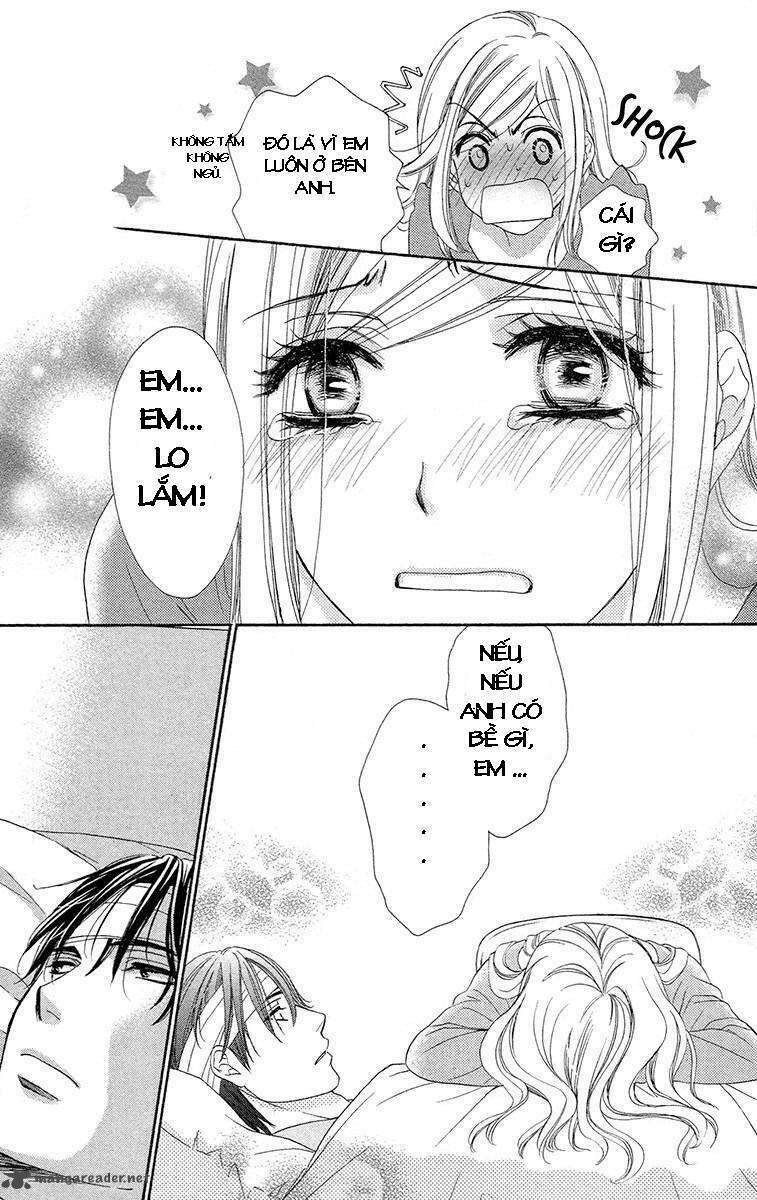 ĐÓ LÀ VÌ EM
LUÔN Ở BÊN
ANH.
KHÔNG TẮM
KHÔNG
NGỦ.
SHOCK
CÁI
GÌ?
EM...
EM...
LO
LẮM!
NẾU,
NẾU
ANH CÓ
BỀ GÌ,
EM ...
. . . . .
mangareader.net